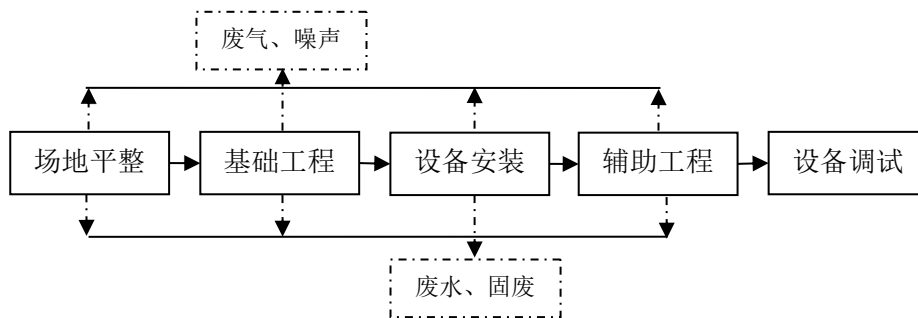 废气、噪声
场地平整
基础工程
设备安装
辅助工程
设备调试
废水、固废